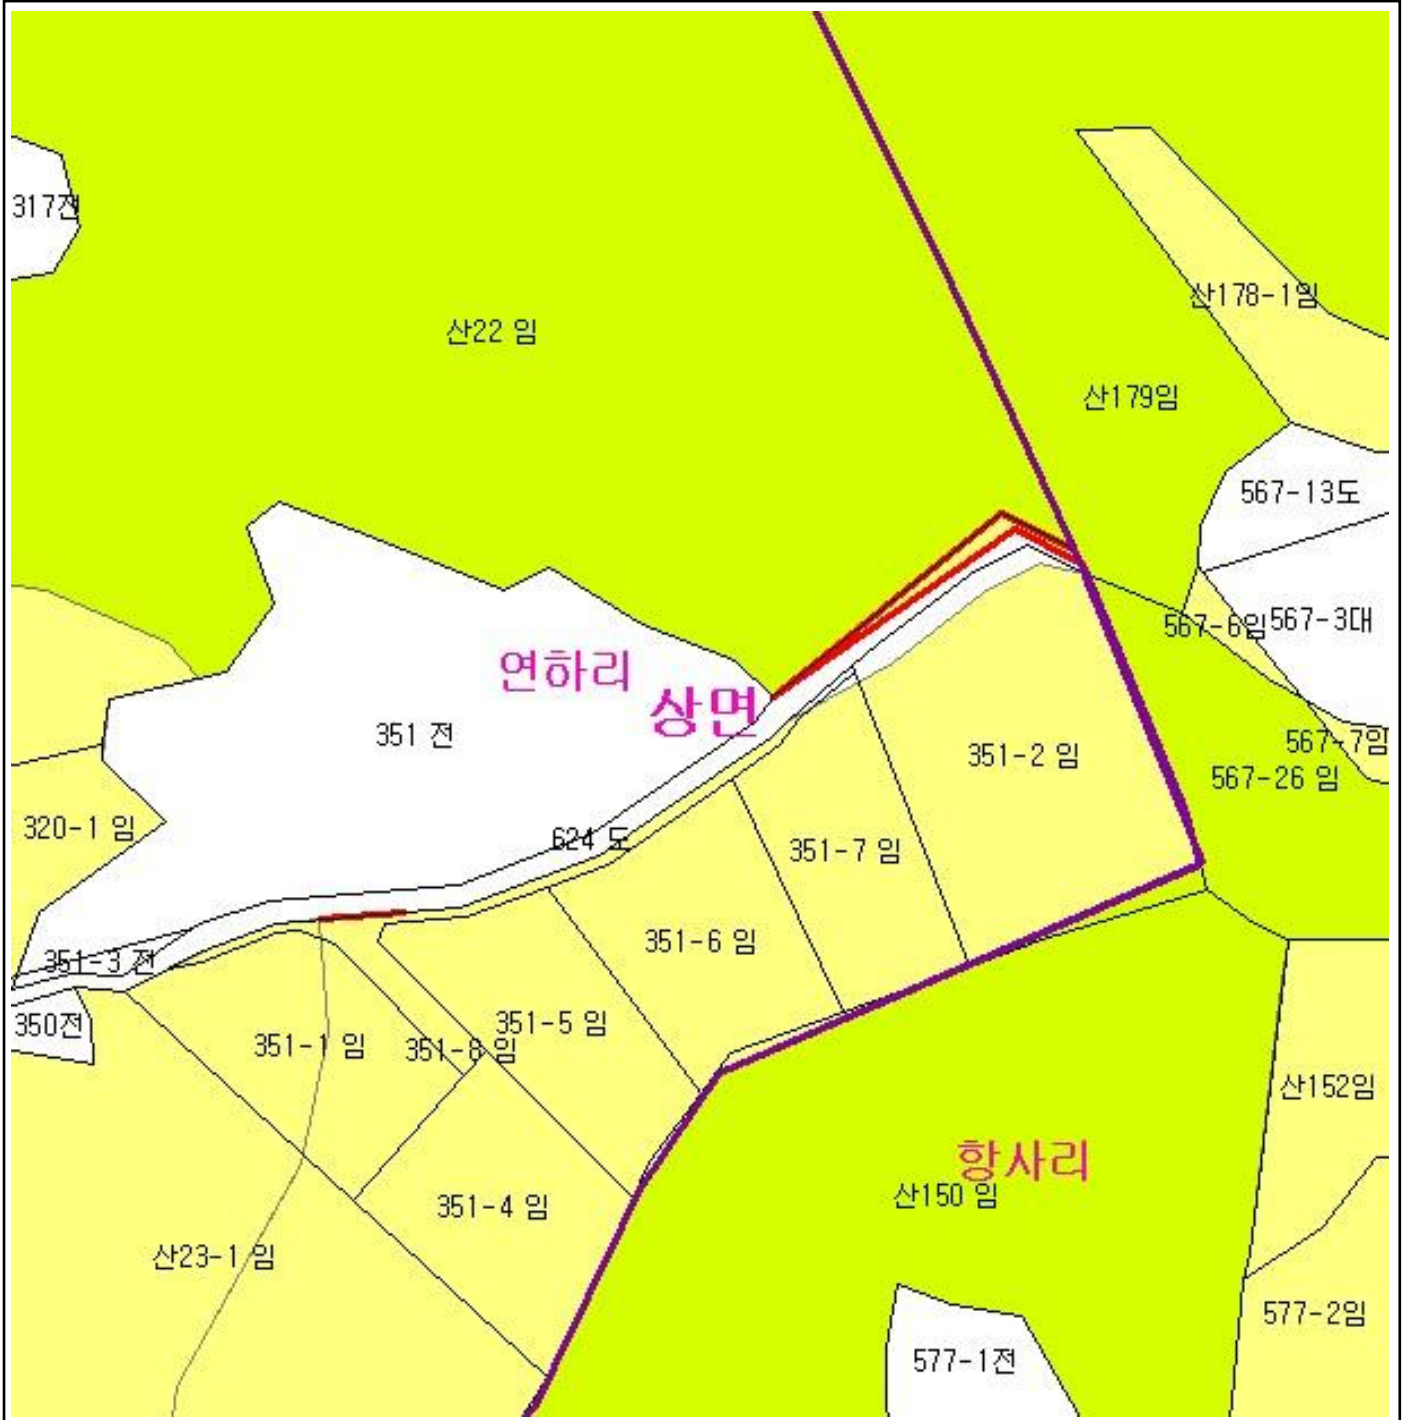 317전
산178-1임
산22 임
산179임
567-13도
567-6임
567-3대
연하리
상면
351 전
351-2 임
567-7임
567-26 임
320-1 임
624 도
351-7 임
351-6 임
351-3 전
350전
351-5 임
351-1 임
351-8 임
산152임
항사리
산150 임
351-4 임
산23-1 임
577-2임
577-1전